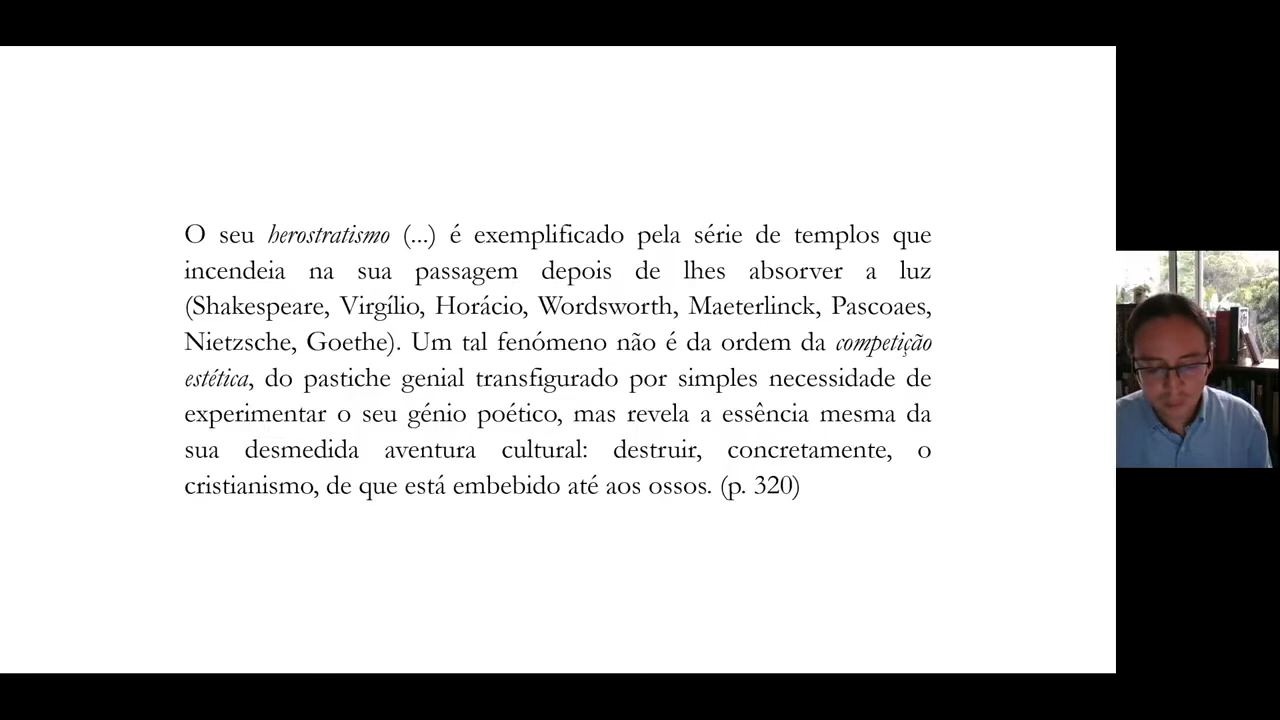 O seu herostratismo (...) é exemplificado pela série de templos que
incendeia na sua passagem depois de lhes absorver a luz
(Shakespeare, Virgílio, Horácio, Wordsworth, Maeterlinck, Pascoaes,
Nietzsche, Goethe). Um tal fenómeno não é da ordem da competição
estética, do pastiche genial transfigurado por simples necessidade de
experimentar o seu génio poético, mas revela a essência mesma da
sua desmedida aventura cultural: destruir, concretamente, o
cristianismo, de que está embebido até aos ossos. (p. 320)